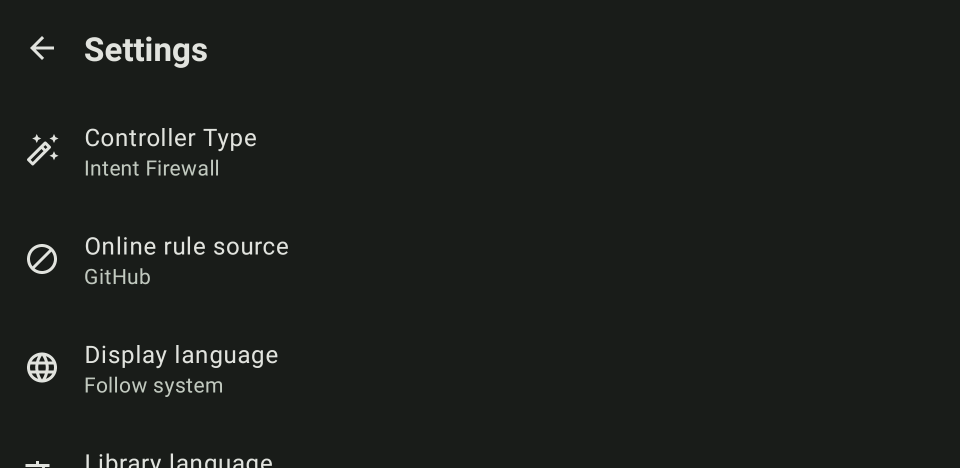 Settings
Controller Type
Intent Firewall
Online rule source
GitHub
Display language
Follow system
Library language